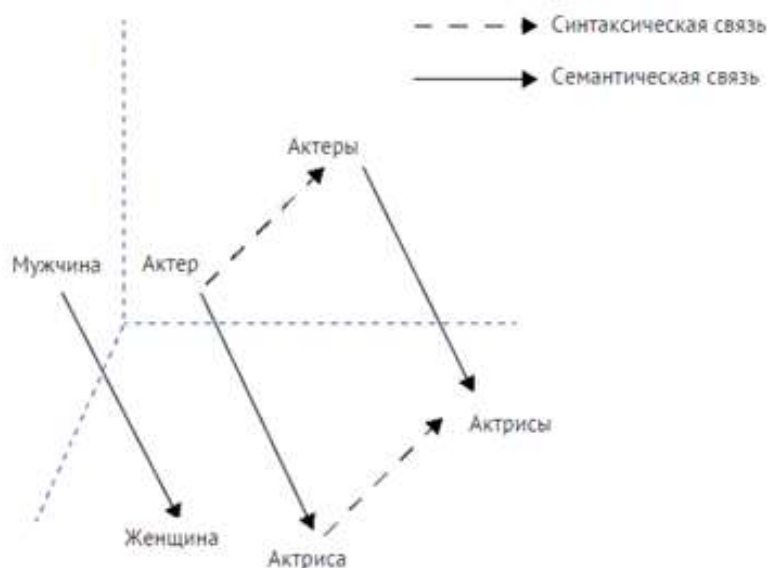 Синтаксическая связь
Семантическая связь
Актеры
Мужчина
Актер
Актрисы
Женщина
Актриса